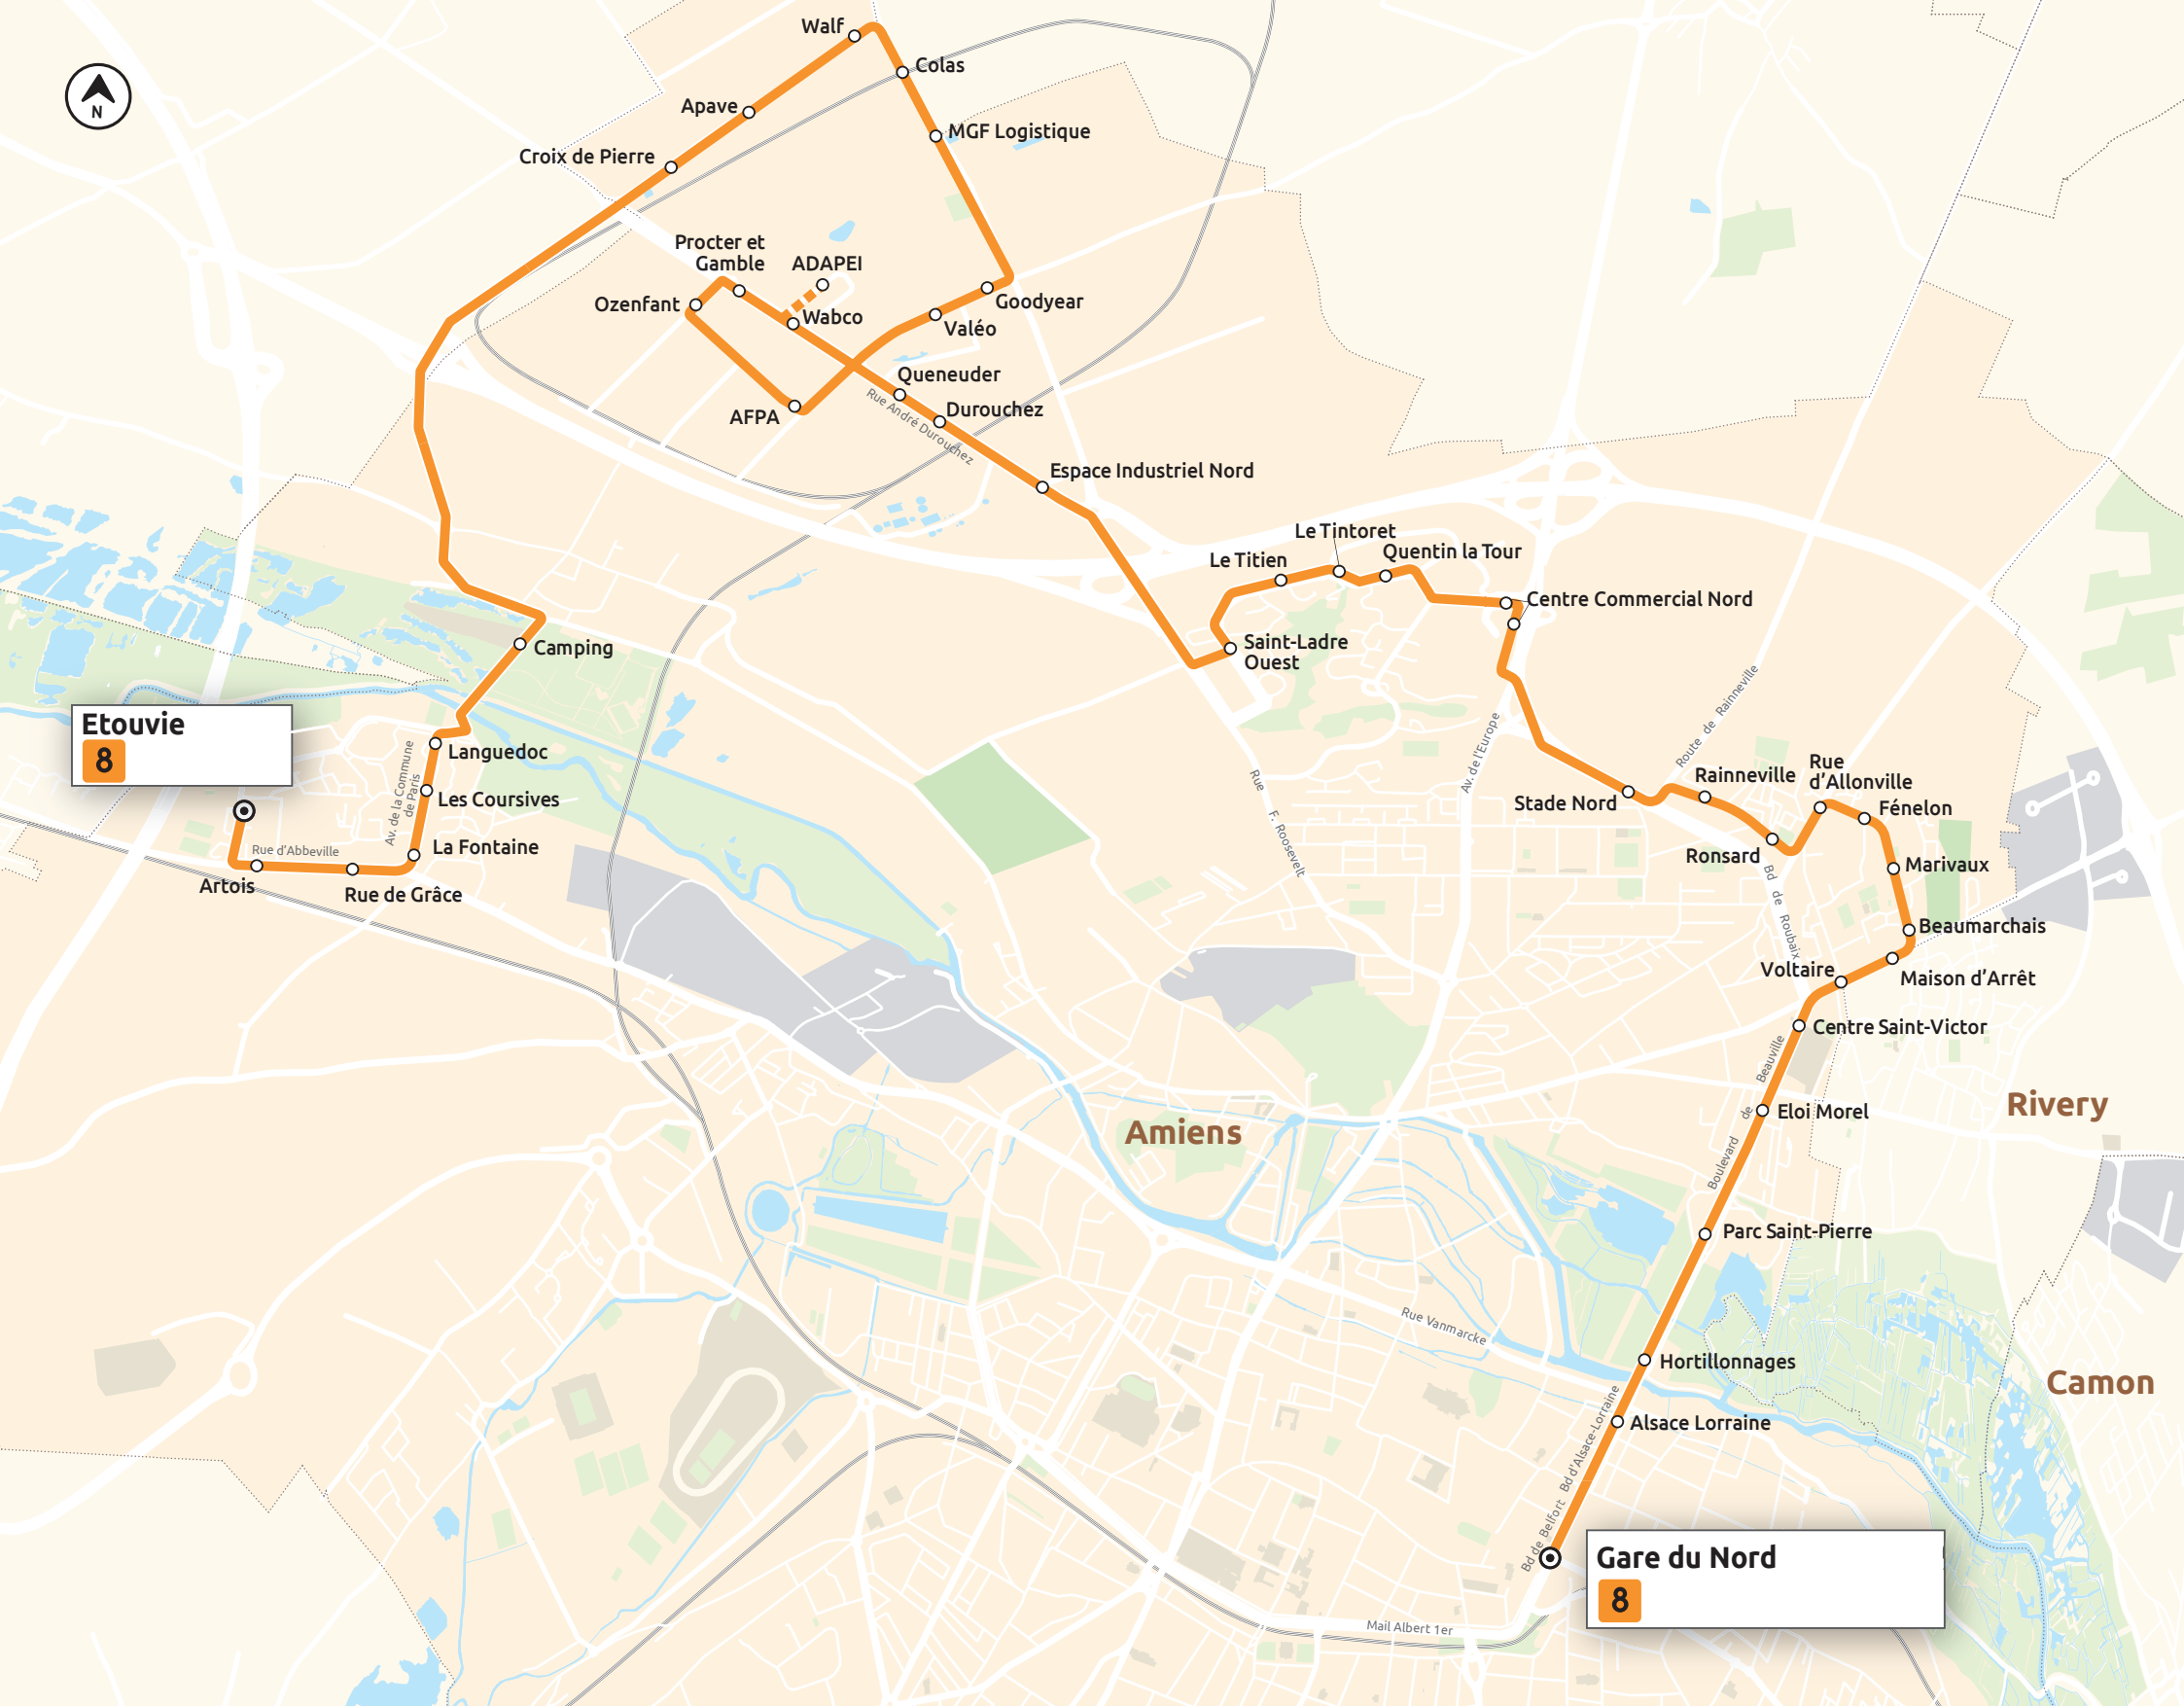 Walf
Colas
N
Apave
MGF Logistique
Croix de Pierre
Procter et
Gamble
ADAPEI
Ozenfant
Wabco
Goodyear
Valéo
Queneuder
AFPA
Durouchez
Rue André Durouchez
Espace Industriel Nord
Le Tintoret
Le Titien
Quentin la Tour
Centre Commercial Nord
Saint-Ladre
Ouest
Camping
Etouvie
8
Languedoc
Les Coursives
La Fontaine
Av. de la Commune
de Paris
Rue d'Abbeville
Artois
Rue de Grâce
Rue F. Roosevelt
Av. de l'Europe
Route de Rainneville
Stade Nord
Rainneville
Rue
d’Allonville
Fénelon
Ronsard
Marivaux
Bd de Roubaix
Beaumarchais
Voltaire
Maison d’Arrêt
Centre Saint-Victor
Boulevard de Beauville
Eloi Morel
Rivery
Amiens
Parc Saint-Pierre
Rue Vanmarcke
Hortillonnages
Camon
Alsace Lorraine
Bd d'Alsace-Lorraine
Bd de Belfort
Gare du Nord
8
Mail Albert 1er